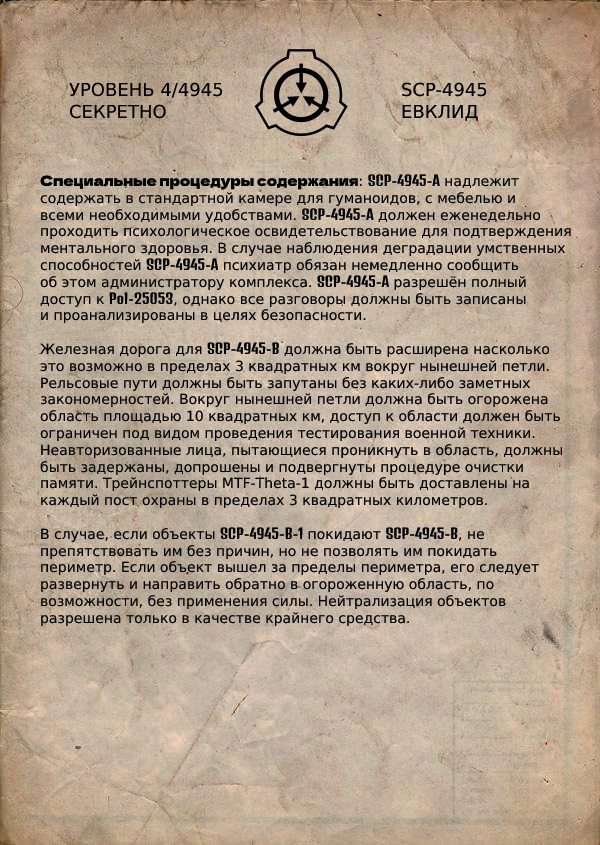 УРОВЕНЬ 4/4945
СЕКРЕТНО
SCP-4945
ЕВКЛИД
Специальные процедуры содержания: SCP-4945-A надлежит
содержать в стандартной камере для гуманоидов, с мебелью и
всеми необходимыми удобствами. SCP-4945-A должен еженедельно
проходить психологическое освидетельствование для подтверждения
ментального здоровья. В случае наблюдения деградации умственных
способностей SCP-4945-A психиатр обязан немедленно сообщить
об этом администратору комплекса. SCP-4945-A разрешён полный
доступ к PoI-25053, однако все разговоры должны быть записаны
и проанализированы в целях безопасности.
Железная дорога для SCP-4945-B должна быть расширена насколько
это возможно в пределах 3 квадратных км вокруг нынешней петли.
Рельсовые пути должны быть запутаны без каких-либо заметных
закономерностей. Вокруг нынешней петли должна быть огорожена
область площадью 10 квадратных км, доступ к области должен быть
ограничен под видом проведения тестирования военной техники.
Неавторизованные лица, пытающиеся проникнуть в область, должны
быть задержаны, допрошены и подвергнуты процедуре очистки
памяти. Трейнспоттеры MTF-Theta-1 должны быть доставлены на
каждый пост охраны в пределах 3 квадратных километров.
В случае, если объекты SCP-4945-B-1 покидают SCP-4945-B, не
препятствовать им без причин, но не позволять им покидать
периметр. Если объект вышел за пределы периметра, его следует
развернуть и направить обратно в огороженную область, по
возможности, без применения силы. Нейтрализация объектов
разрешена только в качестве крайнего средства.